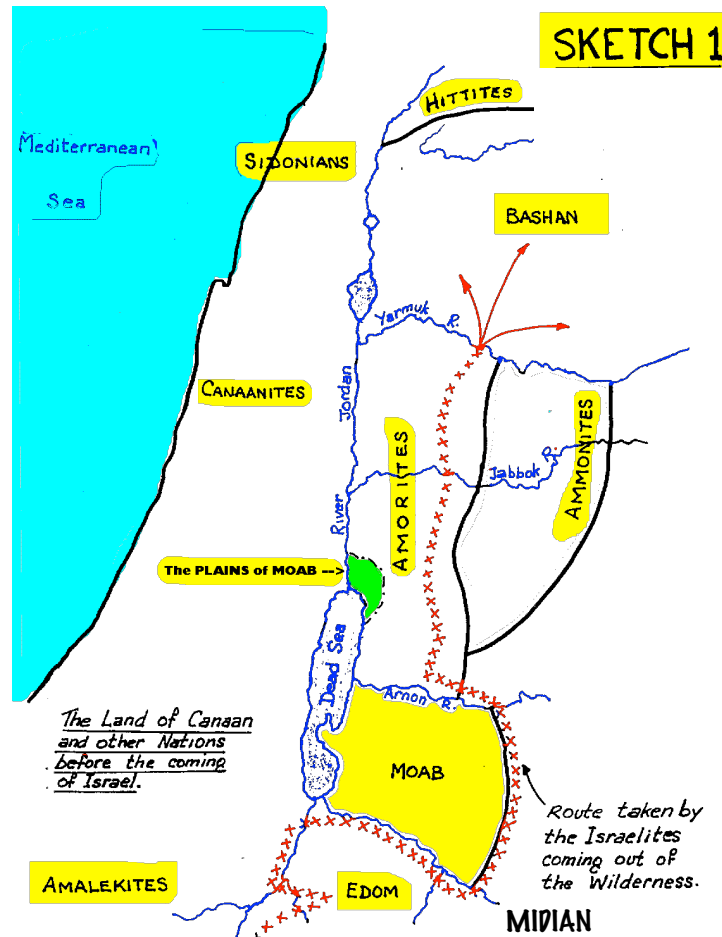 SKETCH 1
HITTITES
Mediterranean
Sea
SIDONIANS
BASHAN
Yarmuk R.
CANAANITES
Jordan
River
AMORIITES
AMMONITES
Jabbok R.
The PLAINS of MOAB -->
Dead Sea
Arnon R.
The Land of Canaan
and other Nations
before the coming
of Israel.
MOAB
Route taken by
the Israelites
coming out of
the Wilderness.
AMALEKITES
EDOM
MIDIAN